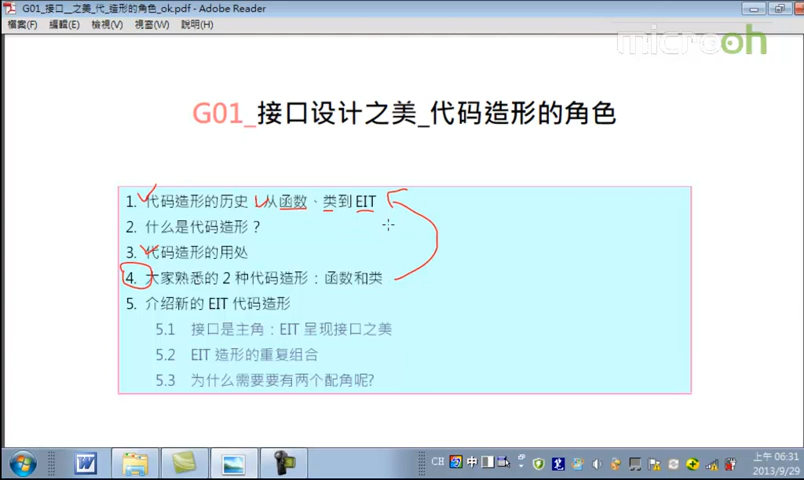 G01_接口__之美_代_造形的角色_ok.pdf - Adobe Reader
檔案(F) 編輯(E) 檢視(V) 視窗(W) 說明(H)
microoh
G01_接口设计之美_代码造形的角色
1. 代码造形的历史：从函数、类到 EIT
2. 什么是代码造形？
3. 代码造形的用处
4. 大家熟悉的 2 种代码造形：函数和类
5. 介绍新的 EIT 代码造形
5.1 接口是主角：EIT 呈现接口之美
5.2 EIT 造形的重复组合
5.3 为什么需要要有两个配角呢?
CH 中 上午 06:31
2013/9/29